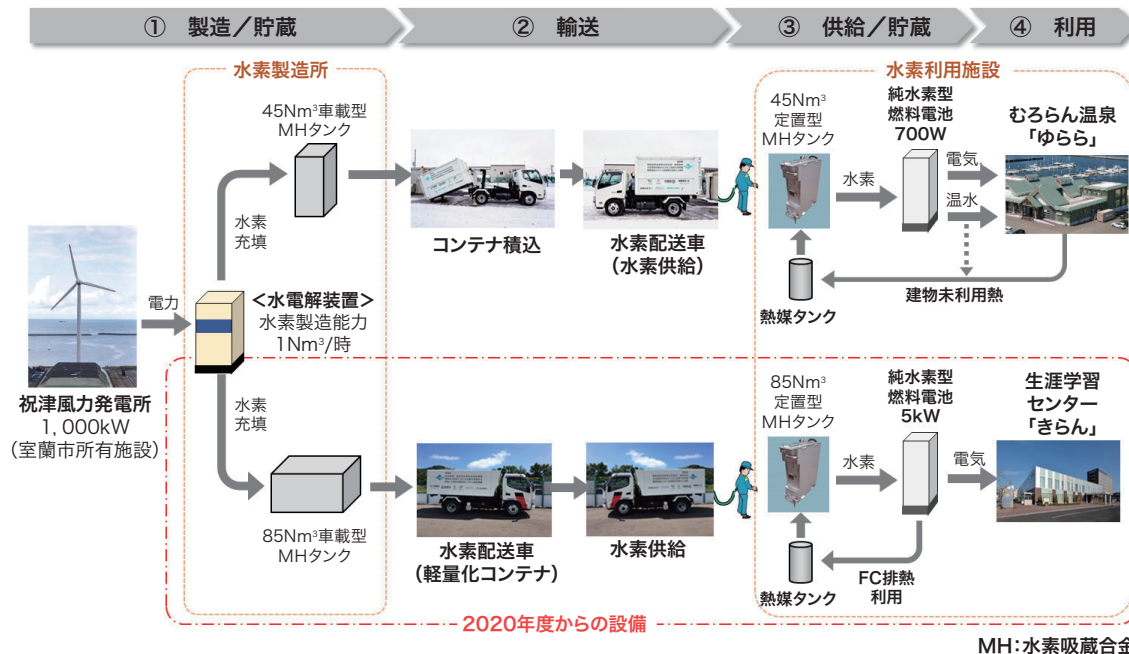 ① 製造／貯蔵
② 輸送
③ 供給／貯蔵
④ 利用
水素製造所
水素利用施設
45Nm³車載型
MHタンク
水素
充填
コンテナ積込
水素配送車
（水素供給）
45Nm³
定置型
MHタンク
水素
純水素型
燃料電池
700W
電気
温水
むろらん温泉
「ゆらら」
熱媒タンク
建物未利用熱
電力
＜水電解装置＞
水素製造能力
1Nm³/時
祝津風力発電所
1,000kW
（室蘭市所有施設）
水素
充填
85Nm³車載型
MHタンク
水素配送車
（軽量化コンテナ）
水素供給
85Nm³
定置型
MHタンク
水素
純水素型
燃料電池
5kW
電気
生涯学習
センター
「きらん」
熱媒タンク
FC排熱
利用
2020年度からの設備
MH：水素吸蔵合金